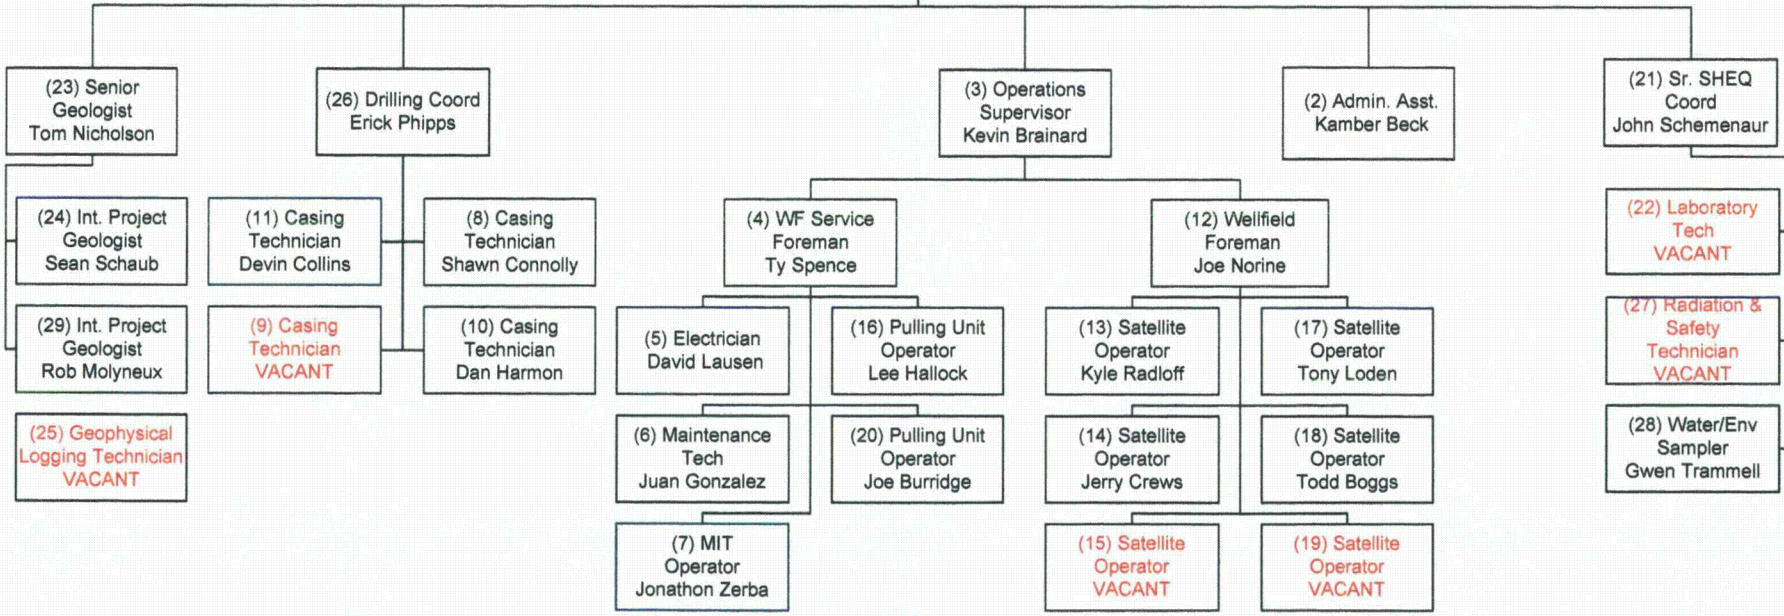 (23) Senior
Geologist
Tom Nicholson
(26) Drilling Coord
Erick Phipps
(3) Operations
Supervisor
Kevin Brainard
(2) Admin. Asst.
Kamber Beck
(21) Sr. SHEQ
Coord
John Schemenaur
(24) Int. Project
Geologist
Sean Schaub
(11) Casing
Technician
Devin Collins
(8) Casing
Technician
Shawn Connolly
(4) WF Service
Foreman
Ty Spence
(12) Wellfield
Foreman
Joe Norine
(22) Laboratory
Tech
VACANT
(29) Int. Project
Geologist
Rob Molyneux
(9) Casing
Technician
VACANT
(10) Casing
Technician
Dan Harmon
(5) Electrician
David Lausen
(16) Pulling Unit
Operator
Lee Hallock
(13) Satellite
Operator
Kyle Radloff
(17) Satellite
Operator
Tony Loden
(27) Radiation &
Safety
Technician
VACANT
(25) Geophysical
Logging Technician
VACANT
(6) Maintenance
Tech
Juan Gonzalez
(20) Pulling Unit
Operator
Joe Burridge
(14) Satellite
Operator
Jerry Crews
(18) Satellite
Operator
Todd Boggs
(28) Water/Env
Sampler
Gwen Trammell
(7) MIT
Operator
Jonathon Zerba
(15) Satellite
Operator
VACANT
(19) Satellite
Operator
VACANT